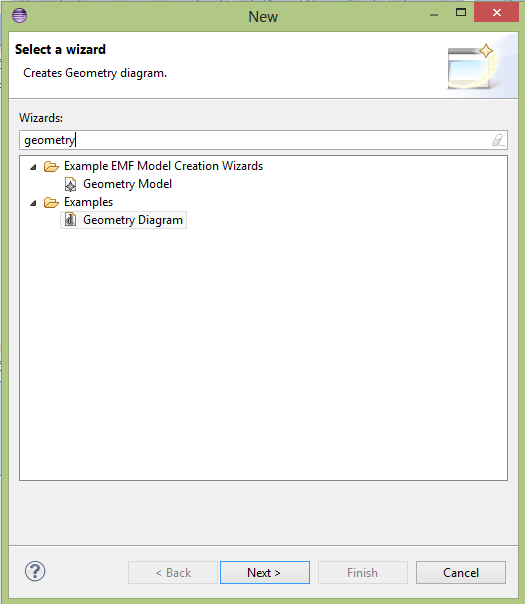 New
Select a wizard
Creates Geometry diagram.
Wizards:
geometry
Example EMF Model Creation Wizards
Geometry Model
Examples
Geometry Diagram
< Back Next > Finish Cancel